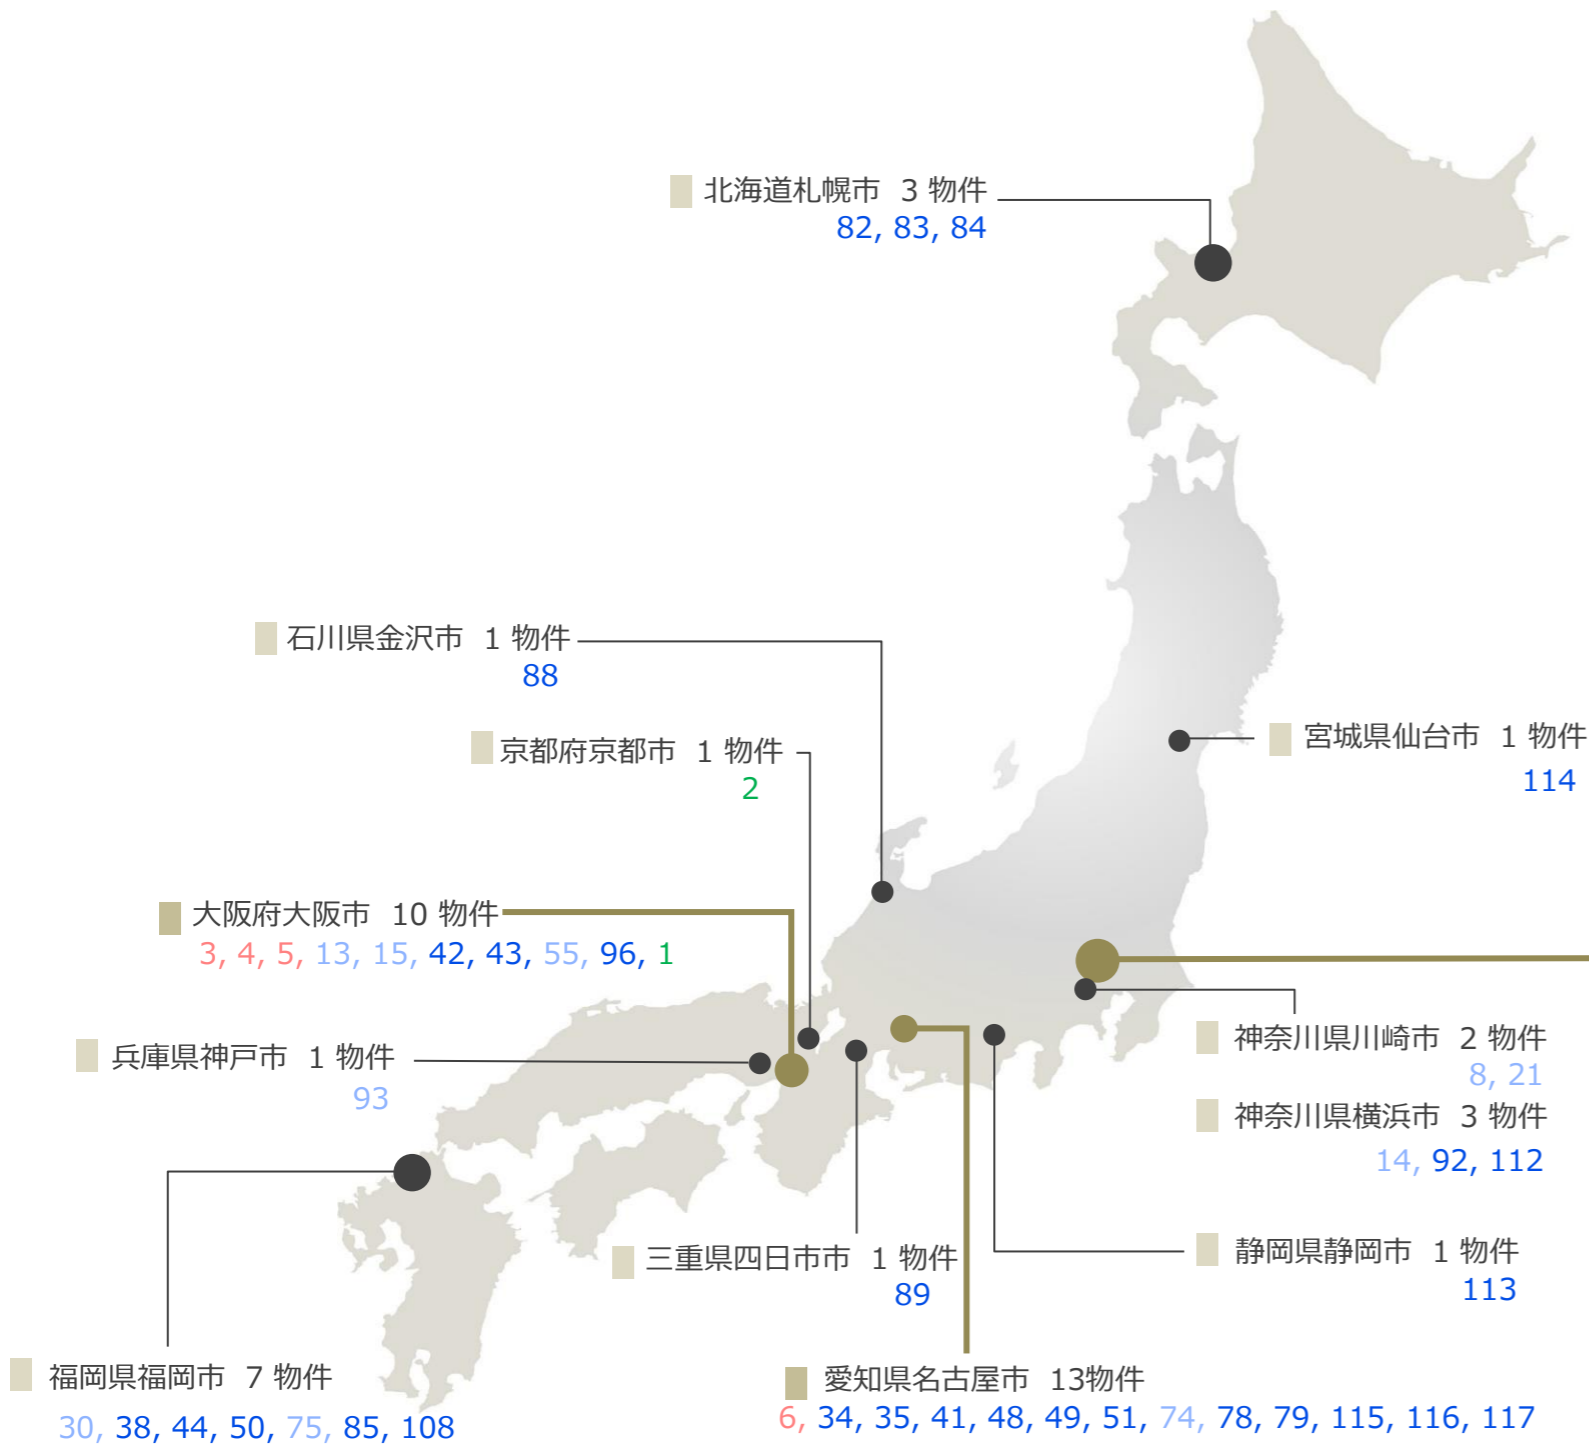 北海道札幌市 3 物件
82, 83, 84
石川県金沢市 1 物件
88
京都府京都市 1 物件
2
宮城県仙台市 1 物件
114
大阪府大阪市 10 物件
3, 4, 5, 13, 15, 42, 43, 55, 96, 1
兵庫県神戸市 1 物件
93
神奈川県川崎市 2 物件
8, 21
神奈川県横浜市 3 物件
14, 92, 112
三重県四日市市 1 物件
89
静岡県静岡市 1 物件
113
福岡県福岡市 7 物件
30, 38, 44, 50, 75, 85, 108
愛知県名古屋市 13物件
6, 34, 35, 41, 48, 49, 51, 74, 78, 79, 115, 116, 117